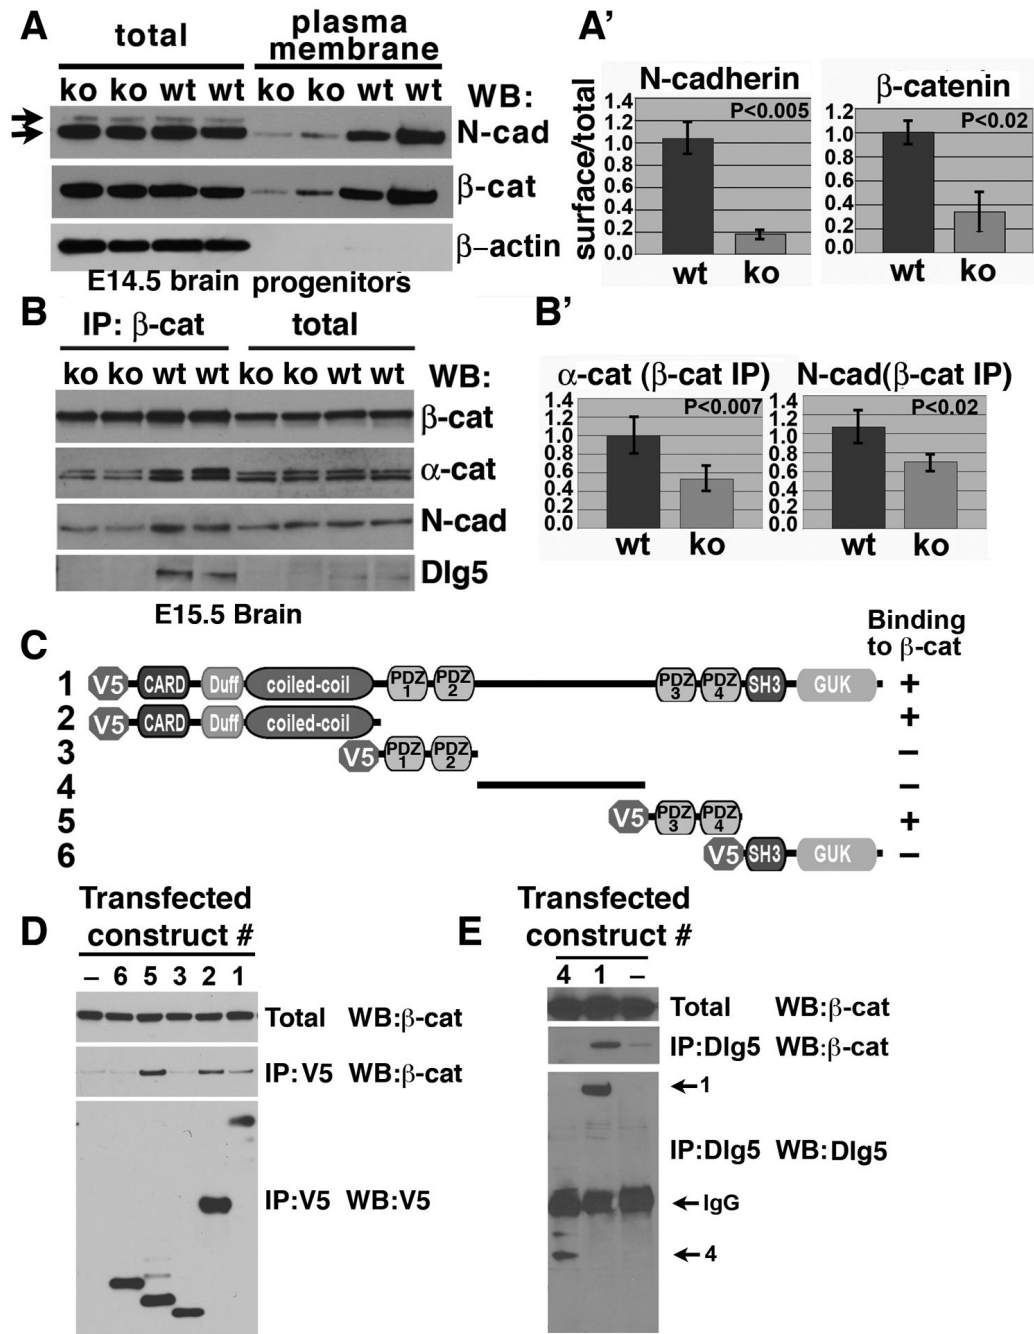 A
total
plasma
membrane
ko ko wt wt ko ko wt wt
WB:
N-cad
β-cat
β–actin
E14.5 brain progenitors
A'
N-cadherin
surface/total
1.4
1.2
1.0
0.8
0.6
0.4
0.2
0.0
P<0.005
wt ko
β-catenin
1.2
1.0
0.8
0.6
0.4
0.2
0.0
P<0.02
wt ko
B
IP: β-cat
total
ko ko wt wt ko ko wt wt
WB:
β-cat
α-cat
N-cad
Dlg5
E15.5 Brain
B'
α-cat (β-cat IP)
1.4
1.2
1.0
0.8
0.6
0.4
0.2
0.0
P<0.007
wt ko
N-cad(β-cat IP)
1.4
1.2
1.0
0.8
0.6
0.4
0.2
0.0
P<0.02
wt ko
C
Binding
to β-cat
1 V5 CARD Duff coiled-coil PDZ 1 PDZ 2 PDZ 3 PDZ 4 SH3 GUK +
2 V5 CARD Duff coiled-coil +
3 V5 PDZ 1 PDZ 2 –
4 –
5 V5 PDZ 3 PDZ 4 +
6 V5 SH3 GUK –
D
Transfected
construct #
– 6 5 3 2 1
Total WB:β-cat
IP:V5 WB:β-cat
IP:V5 WB:V5
E
Transfected
construct #
4 1 –
Total WB:β-cat
IP:Dlg5 WB:β-cat
←1
IP:Dlg5 WB:Dlg5
←IgG
←4